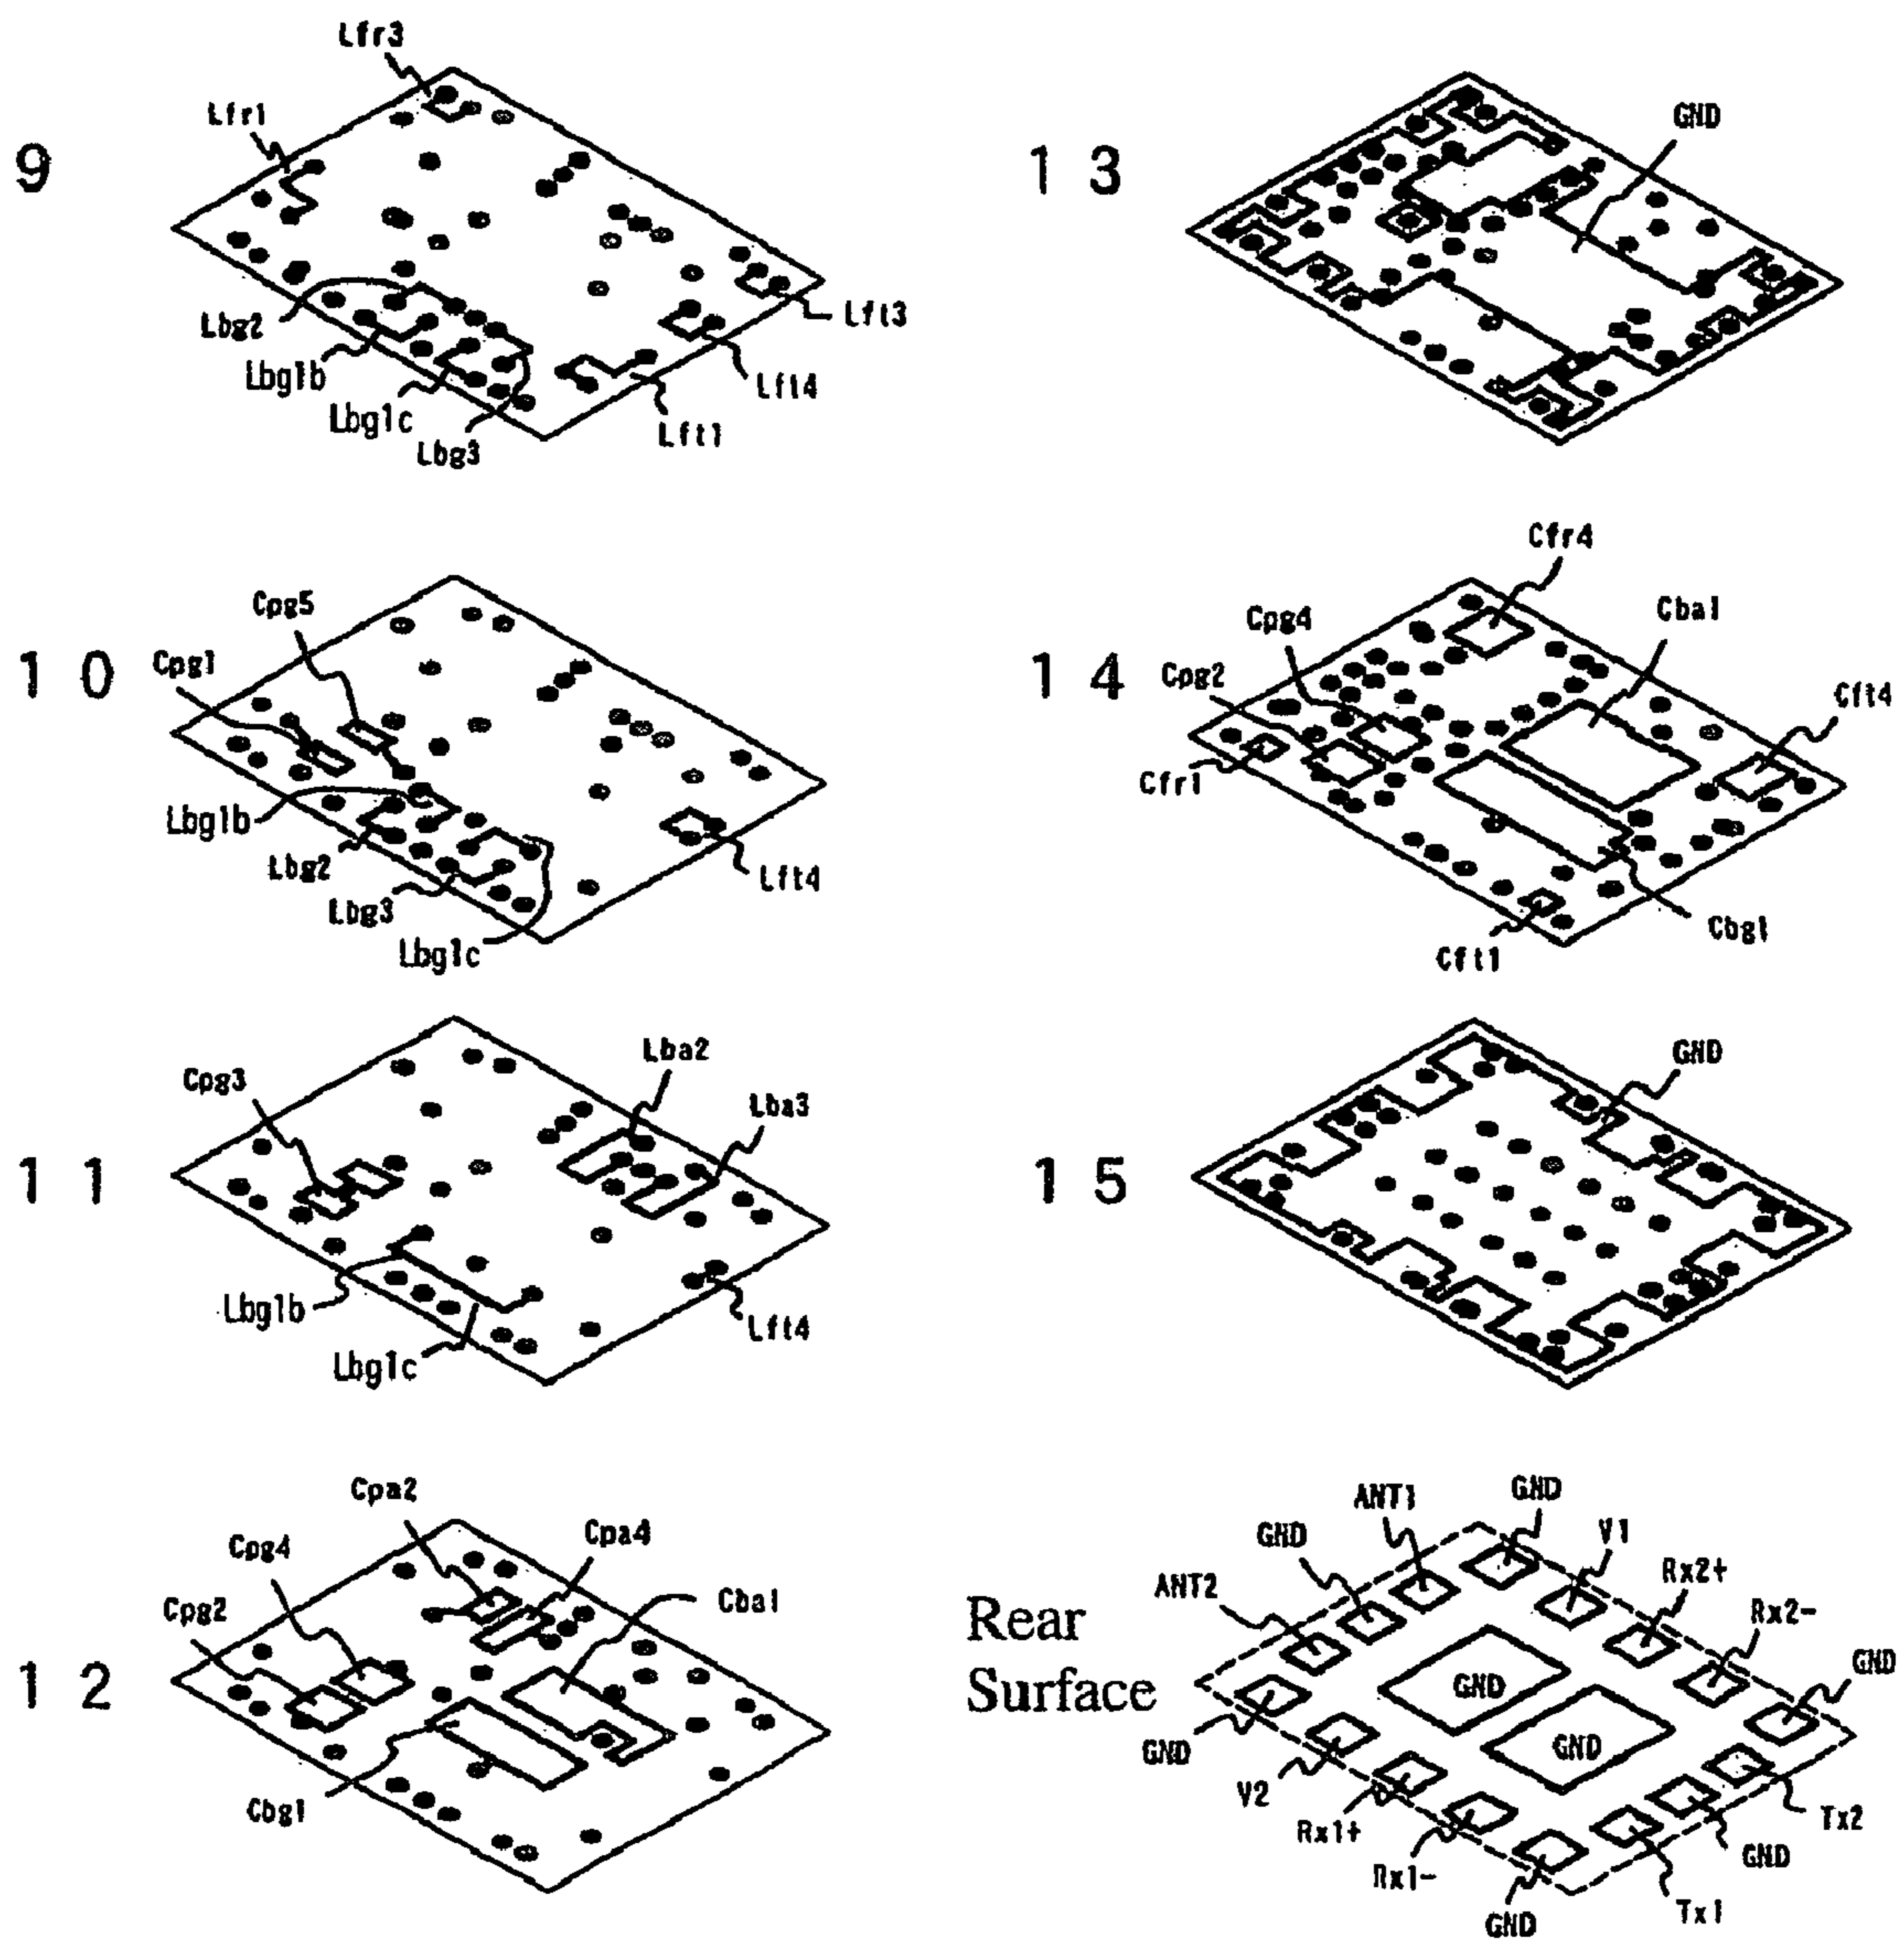 9
Lfr3
Lfr1
Lbg2
Lbg1b
Lbg1c
Lbg3
Lft1
Lft4
Lft3
10
Cpg5
Cpg1
Lbg1b
Lbg2
Lbg3
Lbg1c
Lft4
11
Cpg3
Lba2
Lba3
Lbg1b
Lbg1c
Lft4
12
Cpa2
Cpg4
Cpa4
Cpg2
Cba1
Cbg1
13
GND
14
Cfr4
Cpg4
Cba1
Cpg2
Cft4
Cfr1
Cbg1
Cft1
15
GND
Rear
Surface
GND
ANT1
GND
V1
ANT2
Rx2+
Rx2-
GND
GND
GND
GND
V2
Rx1+
Rx1-
GND
Tx1
GND
Tx2